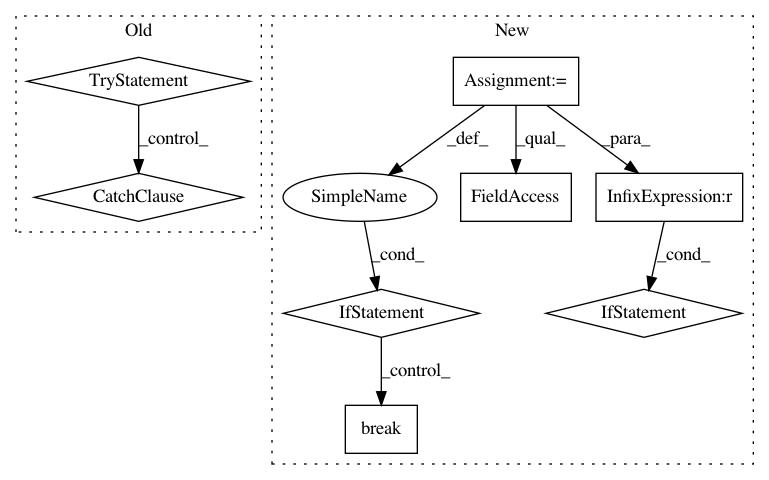 Old
New
TryStatement
Assignment:=
_control_
_def_
_qual_
_para_
CatchClause
SimpleName
FieldAccess
InfixExpression:r
_cond_
_cond_
IfStatement
IfStatement
_control_
break